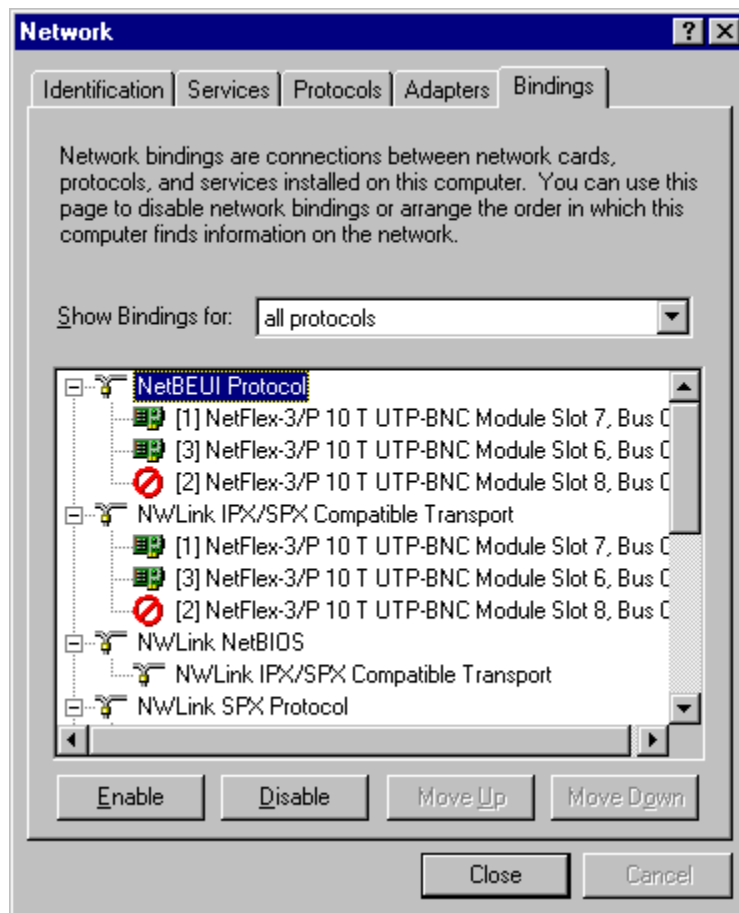 Network
Identification Services Protocols Adapters Bindings
Network bindings are connections between network cards,
protocols, and services installed on this computer. You can use this
page to disable network bindings or arrange the order in which this
computer finds information on the network.
Show Bindings for: all protocols
NetBEUI Protocol
[1] NetFlex-3/P 10 T UTP-BNC Module Slot 7, Bus
[3] NetFlex-3/P 10 T UTP-BNC Module Slot 6, Bus
[2] NetFlex-3/P 10 T UTP-BNC Module Slot 8, Bus
NWLink IPX/SPX Compatible Transport
[1] NetFlex-3/P 10 T UTP-BNC Module Slot 7, Bus
[3] NetFlex-3/P 10 T UTP-BNC Module Slot 6, Bus
[2] NetFlex-3/P 10 T UTP-BNC Module Slot 8, Bus
NWLink NetBIOS
NWLink IPX/SPX Compatible Transport
NWLink SPX Protocol
Enable Disable Move Up Move Down
Close Cancel